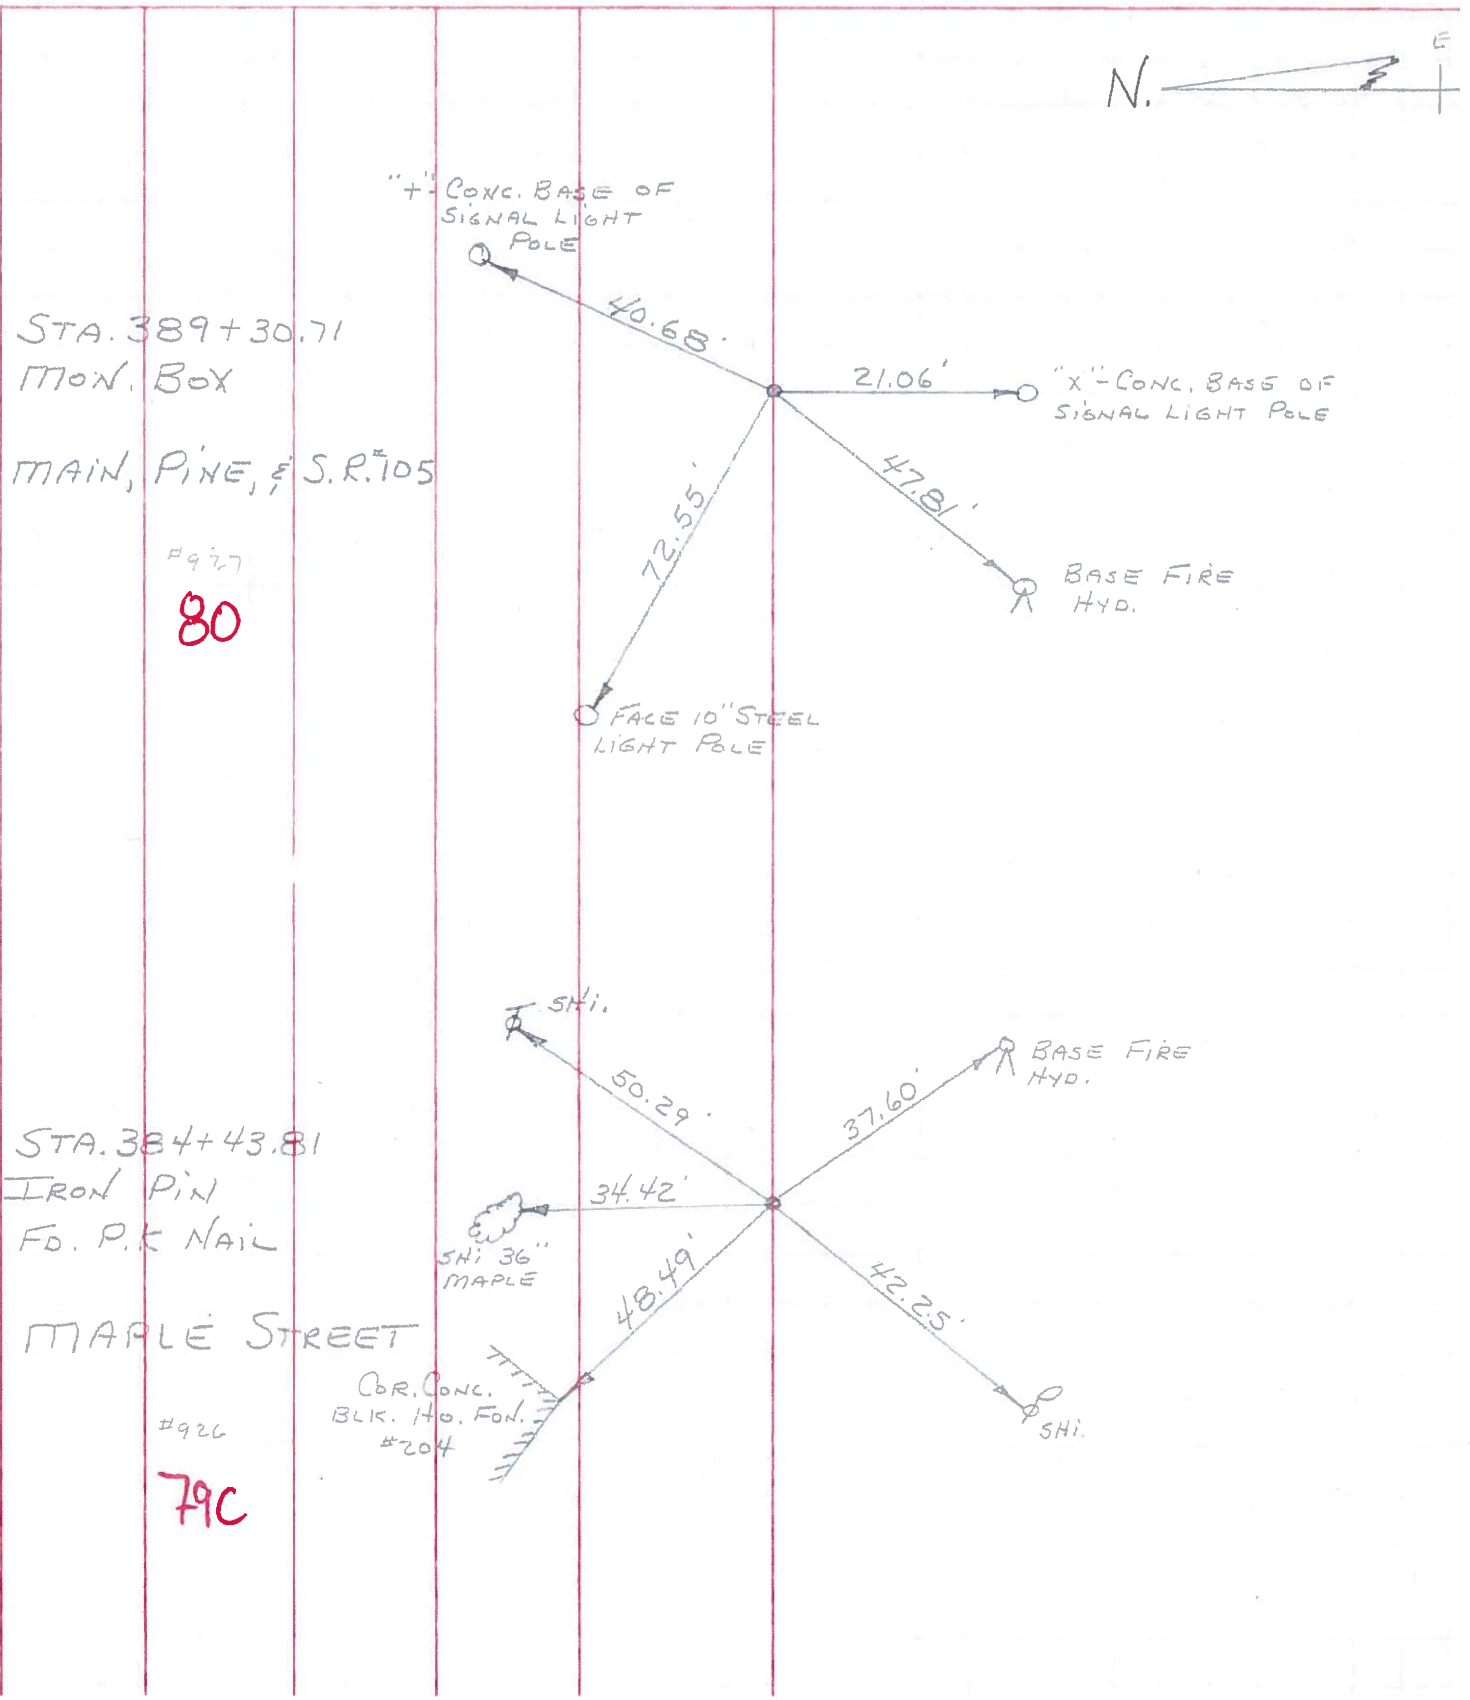 N.
E
"+"-CONC. BASE OF
SIGNAL LIGHT
POLE
40.68'
STA. 389+30.71
MON. BOX
21.06'
"X"-CONC. BASE OF
SIGNAL LIGHT POLE
MAIN, PINE, & S.R.#105
47.81'
72.55'
#927
80
BASE FIRE
HYD.
FACE 10" STEEL
LIGHT POLE
SHi.
50.29'
37.60'
BASE FIRE
HYD.
STA. 384+43.81
IRON PIN
FD. P.K NAIL
34.42'
SHi 36"
MAPLE
48.49'
42.25'
MAPLE STREET
COR. CONC.
BLK. HO. FDN.
#204
SHi.
#926
79C